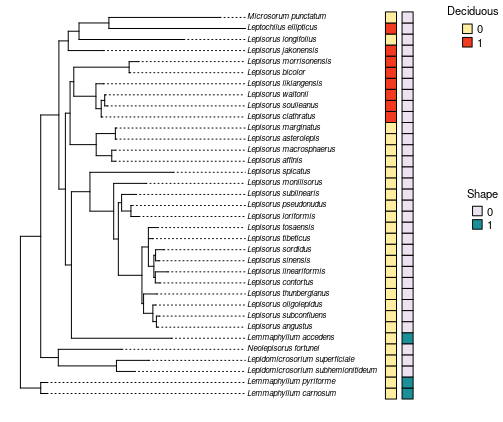 Microsorum punctatum
Leptochilus ellipticus
Lepisorus longifolius
Lepisorus jakonensis
Lepisorus morrisonensis
Lepisorus bicolor
Lepisorus likiangensis
Lepisorus waltonii
Lepisorus soulieanus
Lepisorus clathratus
Lepisorus marginatus
Lepisorus asterolepis
Lepisorus macrosphaerus
Lepisorus affinis
Lepisorus spicatus
Lepisorus monilisorus
Lepisorus sublinearis
Lepisorus pseudonudus
Lepisorus loriformis
Lepisorus tosaensis
Lepisorus tibeticus
Lepisorus sordidus
Lepisorus sinensis
Lepisorus lineariformis
Lepisorus contortus
Lepisorus thunbergianus
Lepisorus oligolepidus
Lepisorus subconfluens
Lepisorus angustus
Lemmaphyllum accedens
Neolepisorus fortunei
Lepidomicrosorium superficiale
Lepidomicrosorium subhemionitideum
Lemmaphyllum pyriforme
Lemmaphyllum carnosum
Deciduous
0
1
Shape
0
1